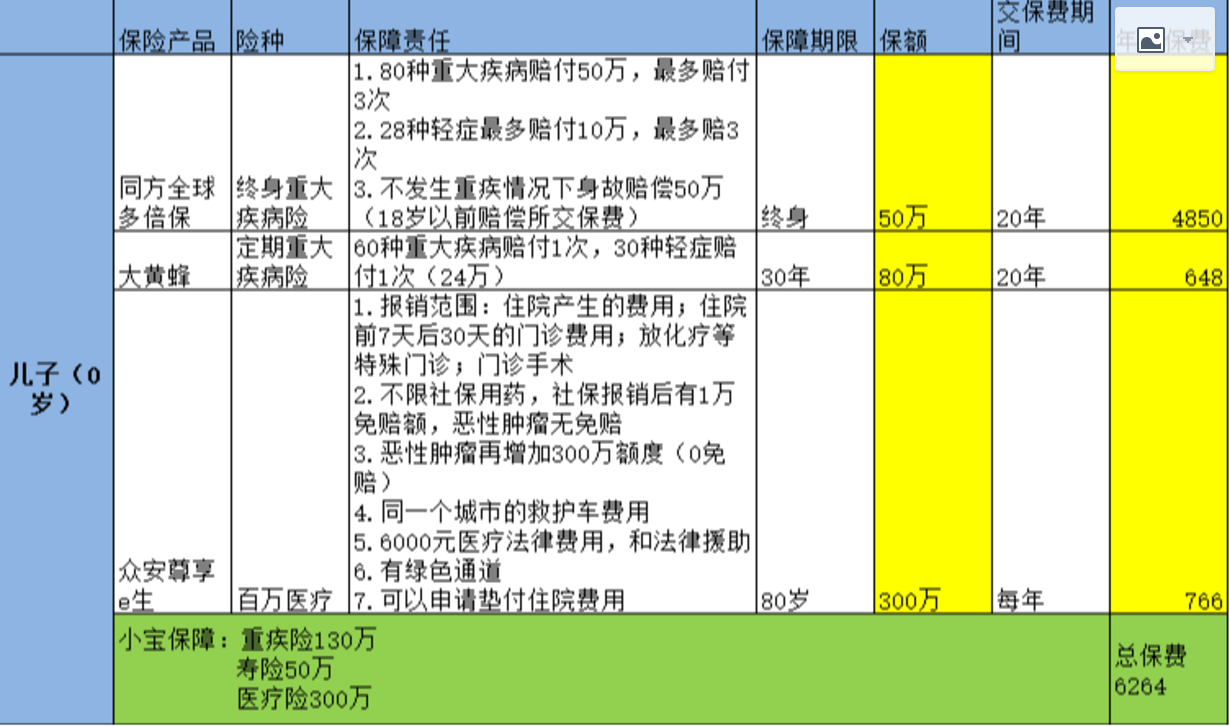 保险产品 险种 保障责任 保障期限 保额 交保费期间 年 保费
1.80种重大疾病赔付50万，最多赔付
3次
2.28种轻症最多赔付10万，最多赔3
次
3.不发生重疾情况下身故赔偿50万
（18岁以前赔偿所交保费）
同方全球
多倍保
终身重大
疾病险
终身
50万
20年
4850
大黄蜂
定期重大
疾病险
60种重大疾病赔付1次，30种轻症赔
付1次（24万）
30年
80万
20年
648
儿子（0
岁）
1.报销范围：住院产生的费用；住院
前7天后30天的门诊费用；放化疗等
特殊门诊；门诊手术
2.不限社保用药，社保报销后有1万
免赔额，恶性肿瘤无免赔
3.恶性肿瘤再增加300万额度（0免
赔）
4.同一个城市的救护车费用
5.6000元医疗法律费用，和法律援助
6.有绿色通道
7.可以申请垫付住院费用
众安尊享
e生
百万医疗
80岁
300万
每年
766
小宝保障：重疾险130万
寿险50万
医疗险300万
总保费
6264